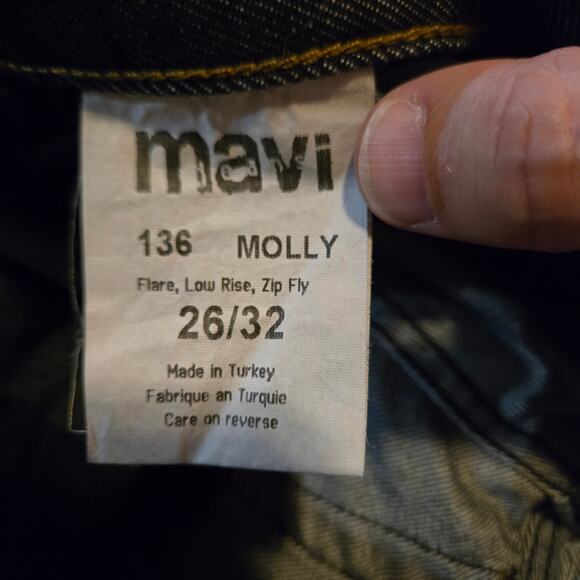 mavi
136 MOLLY
Flare, Low Rise, Zip Fly
26/32
Made in Turkey
Fabrique an Turquie
Care on reverse